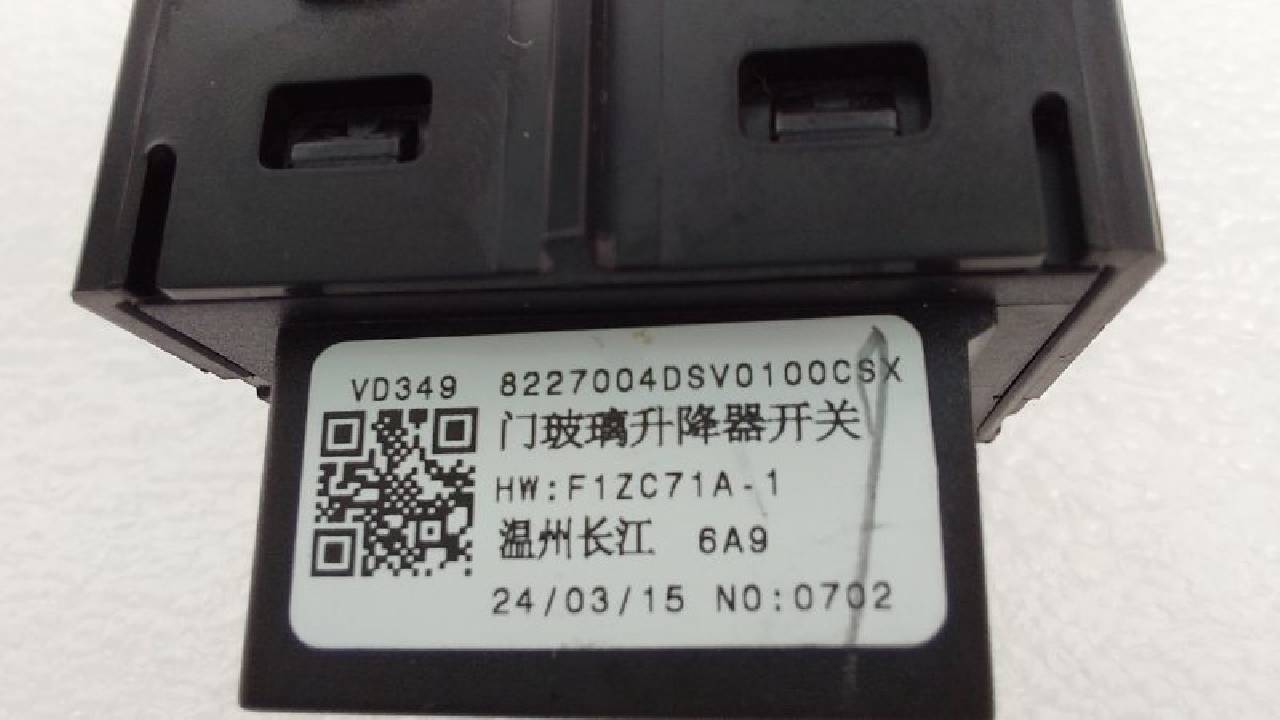 VD349 8227004DSV0100CSX
门玻璃升降器开关
HW:F1ZC71A-1
温州长江 6A9
24/03/15 NO:0702